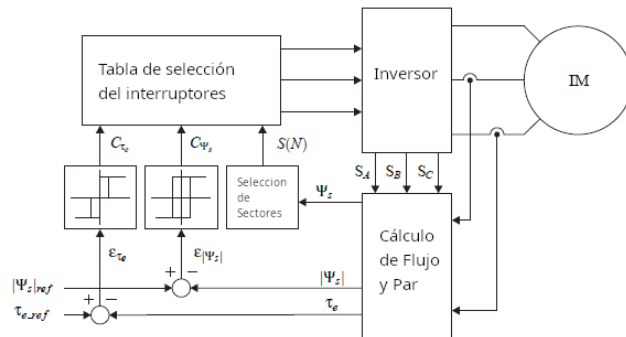 Tabla de selección
del interruptores
Inversor
IM
C_τe
C_Ψs
S(N)
S_A
S_B
S_C
Seleccion
de
Sectores
Ψ_s
Cálculo
de Flujo
y Par
ε_τe
ε_|Ψs|
+ −
|Ψ_s|
|Ψ_s|ref
+ −
τ_e
τ_e_ref